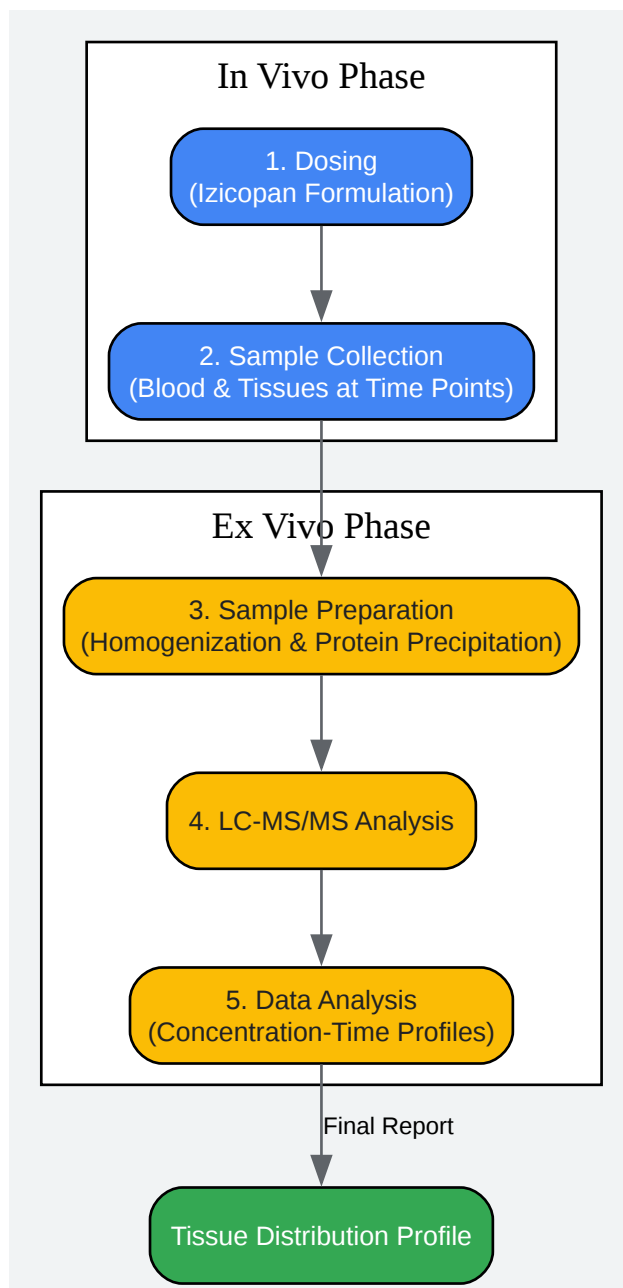 In Vivo Phase
1. Dosing
(Izicopan Formulation)
2. Sample Collection
(Blood & Tissues at Time Points)
Ex Vivo Phase
3. Sample Preparation
(Homogenization & Protein Precipitation)
4. LC-MS/MS Analysis
5. Data Analysis
(Concentration-Time Profiles)
Final Report
Tissue Distribution Profile